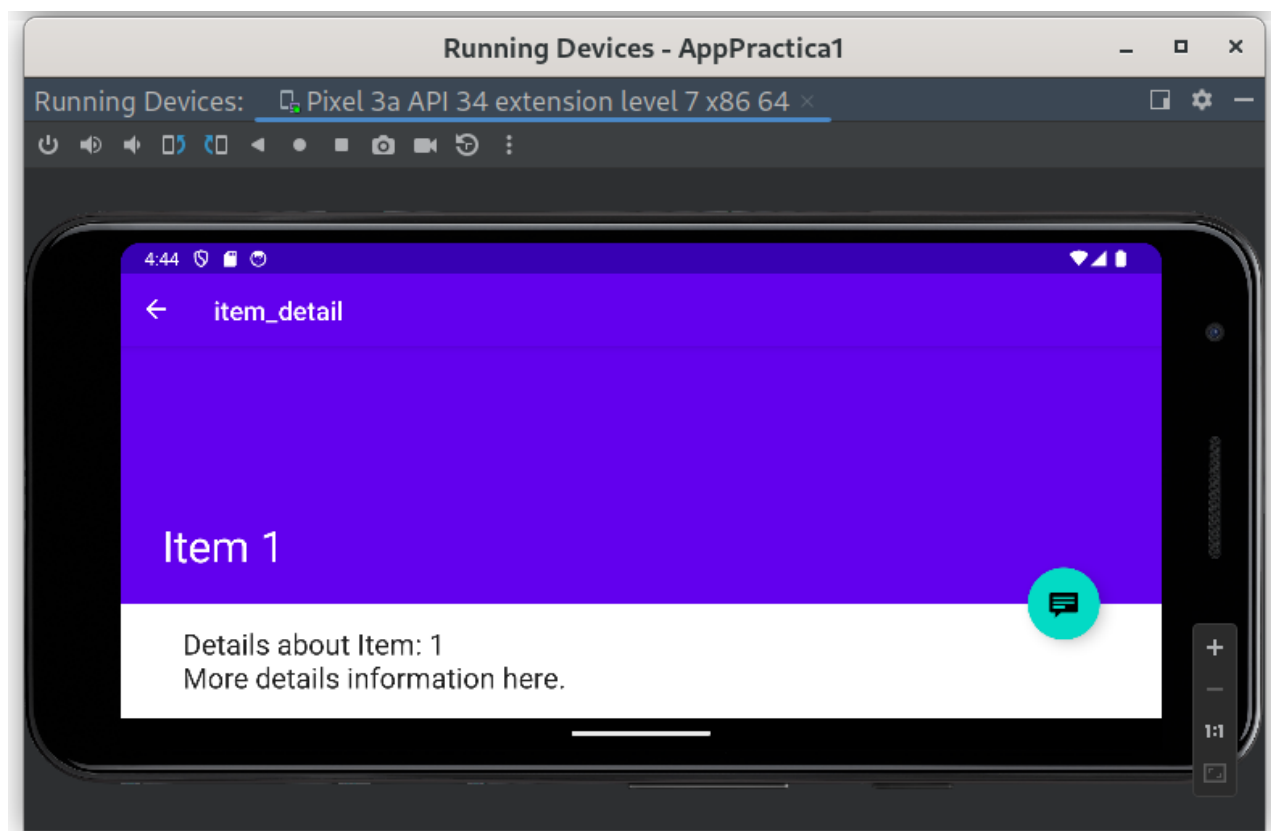 Running Devices - AppPractica1
Running Devices: Pixel 3a API 34 extension level 7 x86 64
4:44
item_detail
Item 1
Details about Item: 1
More details information here.
1:1